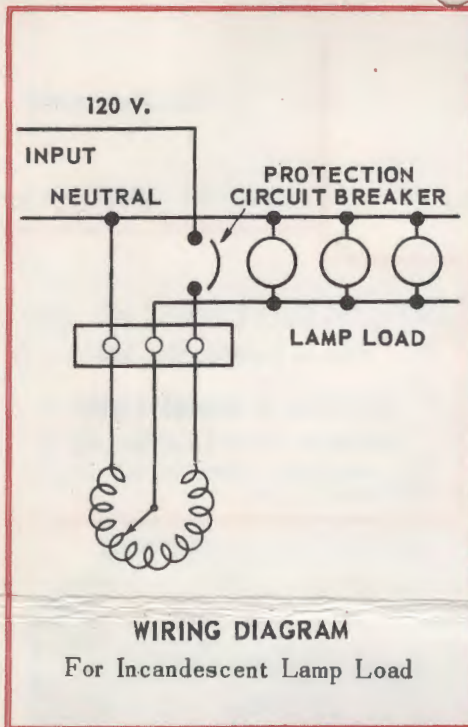 120 V.
INPUT
NEUTRAL
PROTECTION
CIRCUIT BREAKER
LAMP LOAD
WIRING DIAGRAM
For Incandescent Lamp Load